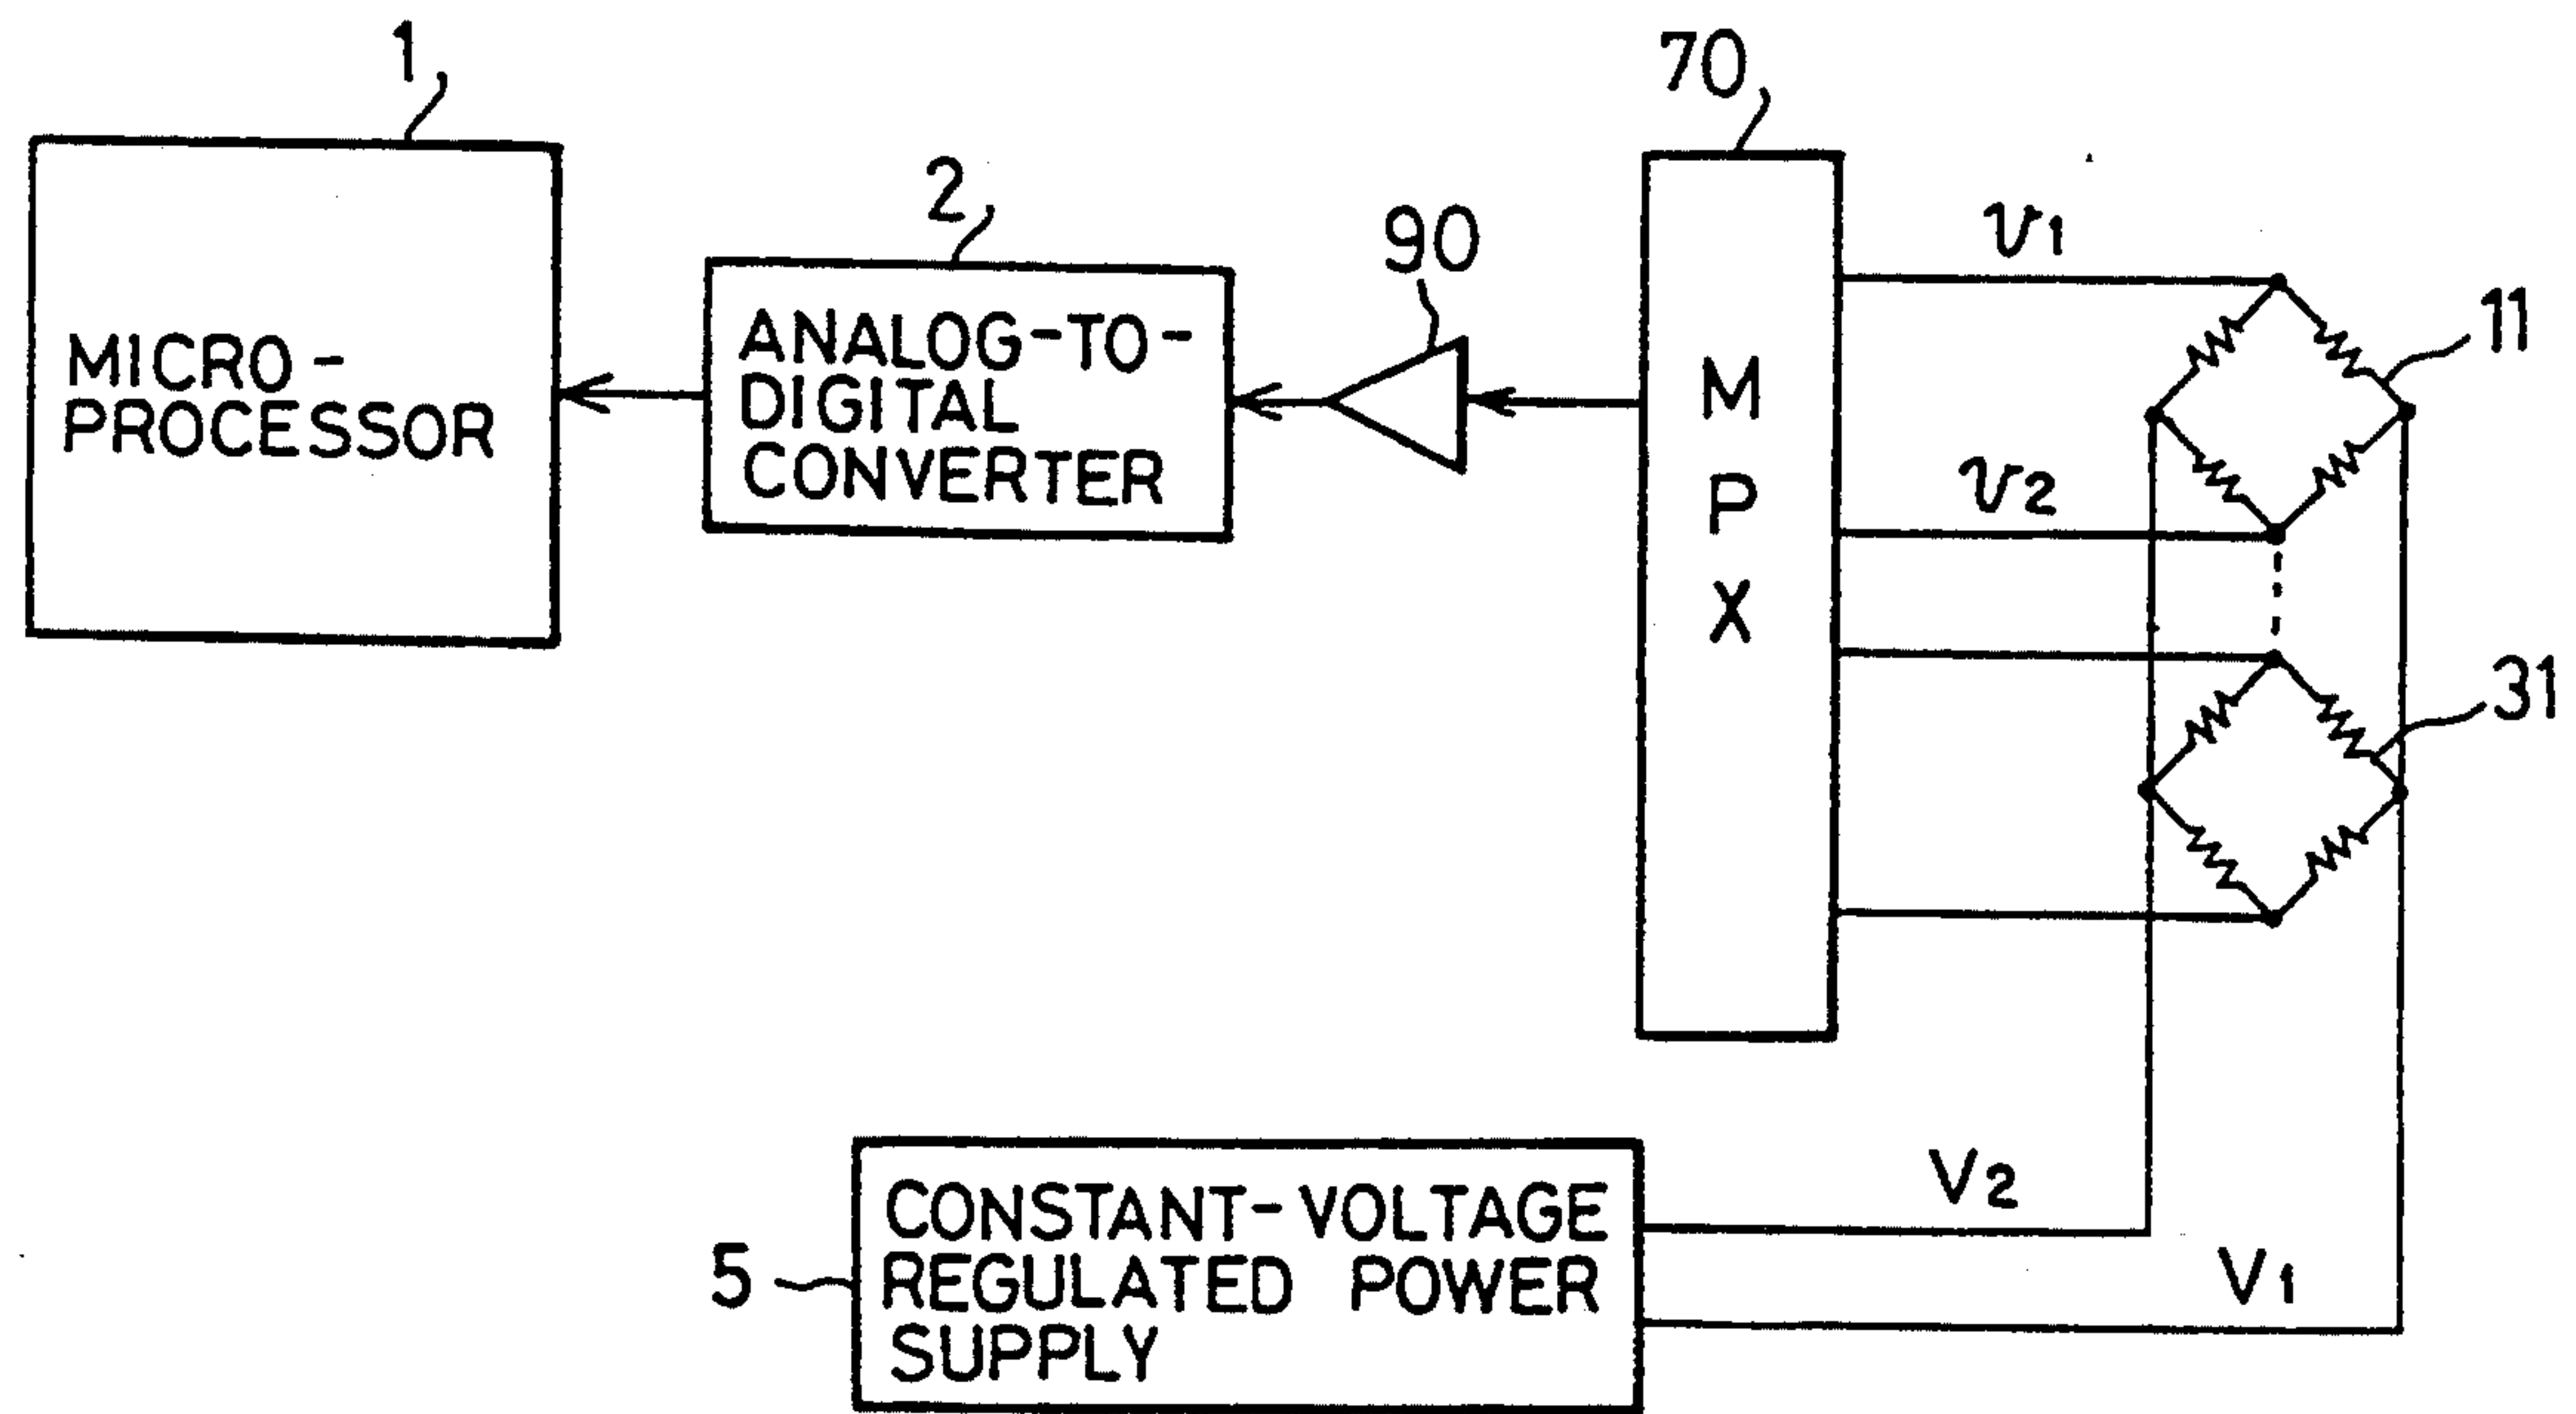 1
MICRO-
PROCESSOR
2
ANALOG-TO-
DIGITAL
CONVERTER
90
70
M
P
X
v1
v2
11
31
5
CONSTANT-VOLTAGE
REGULATED POWER
SUPPLY
V2
V1